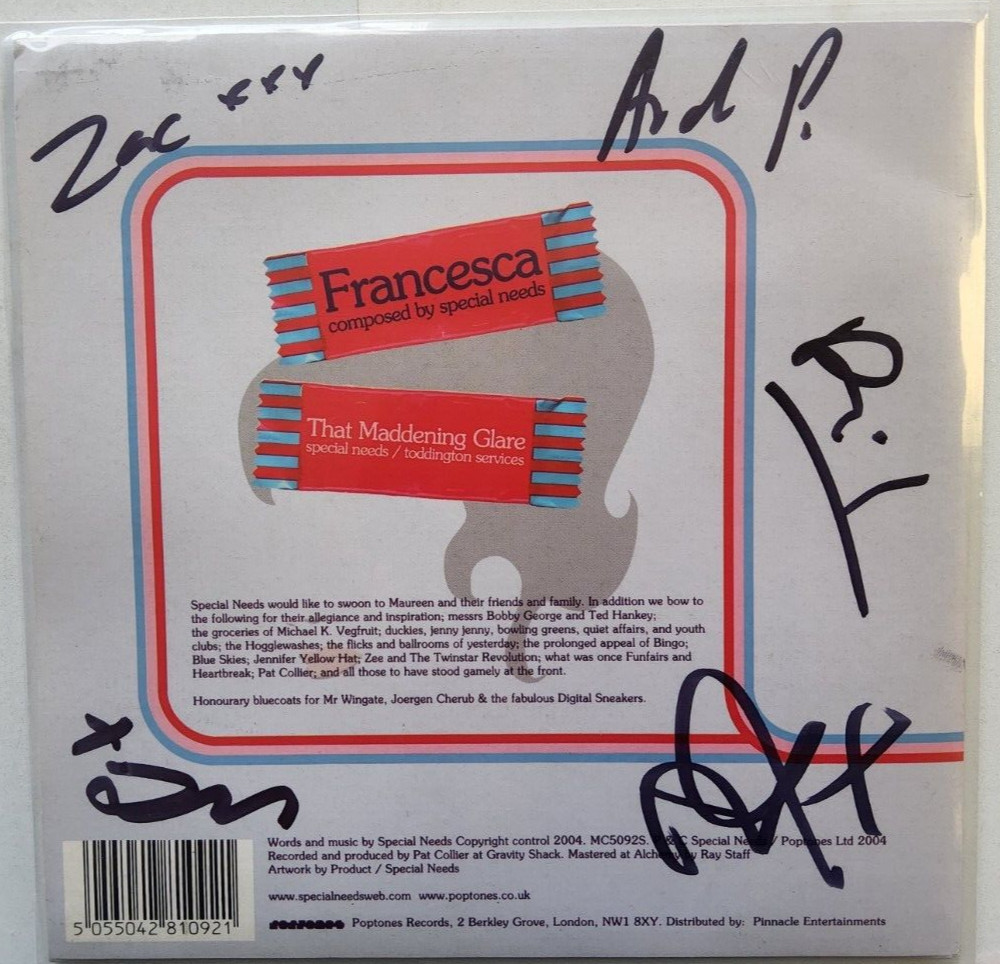 Zac xxx
And P.
Francesca
composed by special needs
That Maddening Glare
special needs / toddington services
Special Needs would like to swoon to Maureen and their friends and family. In addition we bow to
the following for their allegiance and inspiration; messrs Bobby George and Ted Hankey;
the groceries of Michael K. Vegfruit; duckies, jenny jenny, bowling greens, quiet affairs, and youth
clubs; the Hogglewashes; the flicks and ballrooms of yesterday; the prolonged appeal of Bingo;
Blue Skies; Jennifer Yellow Hat; Zee and The Twinstar Revolution; what was once Funfairs and
Heartbreak; Pat Collier; and all those to have stood gamely at the front.
Honourary bluecoats for Mr Wingate, Joergen Cherub & the fabulous Digital Sneakers.
x
Words and music by Special Needs Copyright control 2004. MC5092S. & C Special / Poptones Ltd 2004
Recorded and produced by Pat Collier at Gravity Shack. Mastered at Alchemy by Ray Staff
Artwork by Product / Special Needs
www.specialneedsweb.com www.poptones.co.uk
POPTONES Poptones Records, 2 Berkley Grove, London, NW1 8XY. Distributed by: Pinnacle Entertainments
5 055042 810921